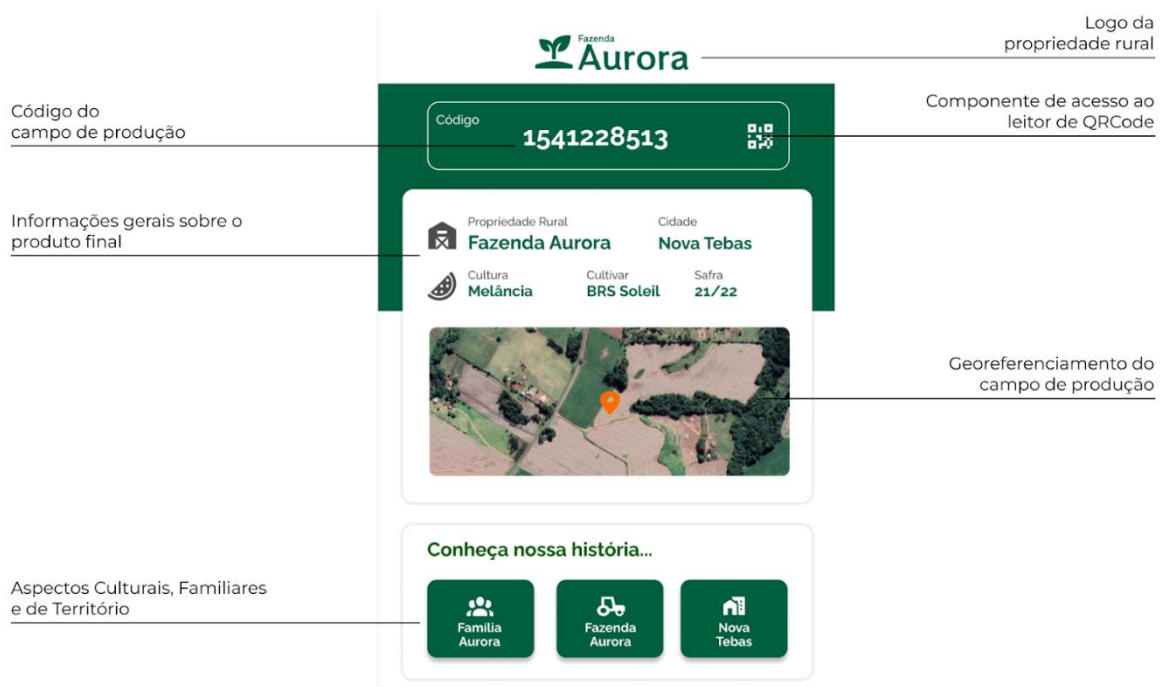 Fazenda
Aurora
Logo da
propriedade rural
Código do
campo de produção
Código
1541228513
Componente de acesso ao
leitor de QRCode
Informações gerais sobre o
produto final
Propriedade Rural
Fazenda Aurora
Cidade
Nova Tebas
Cultura
Melância
Cultivar
BRS Soleil
Safra
21/22
Georeferenciamento do
campo de produção
Conheça nossa história...
Aspectos Culturais, Familiares
e de Território
Família
Aurora
Fazenda
Aurora
Nova
Tebas